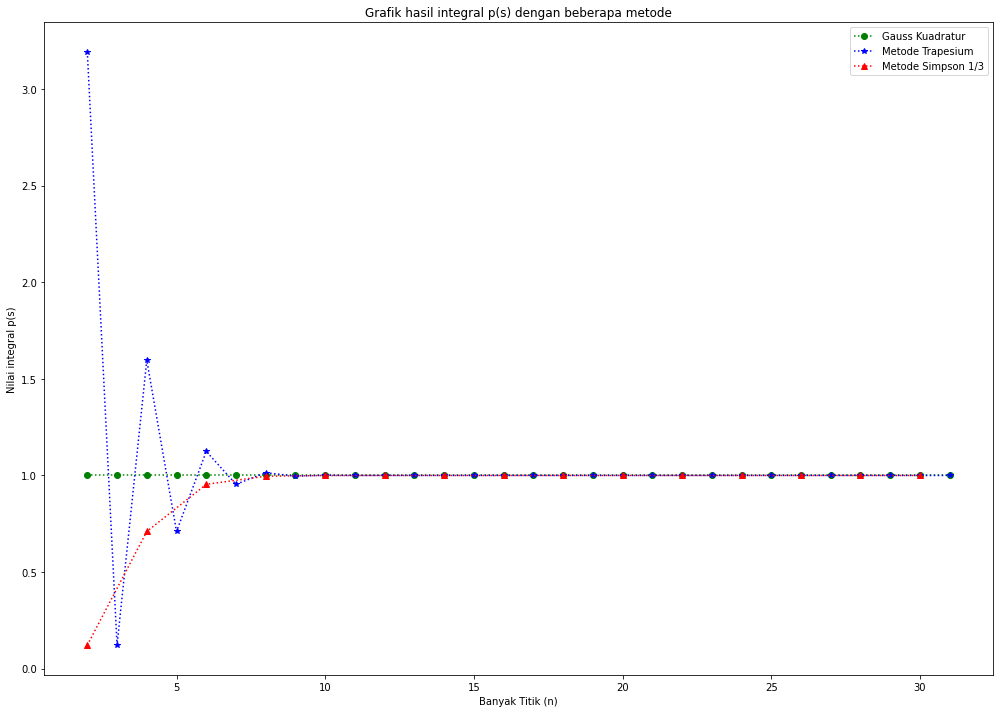 Grafik hasil integral p(s) dengan beberapa metode
Gauss Kuadratur
Metode Trapesium
Metode Simpson 1/3
Nilai integral p(s)
3.0
2.5
2.0
1.5
1.0
0.5
0.0
5
10
15
20
25
30
Banyak Titik (n)